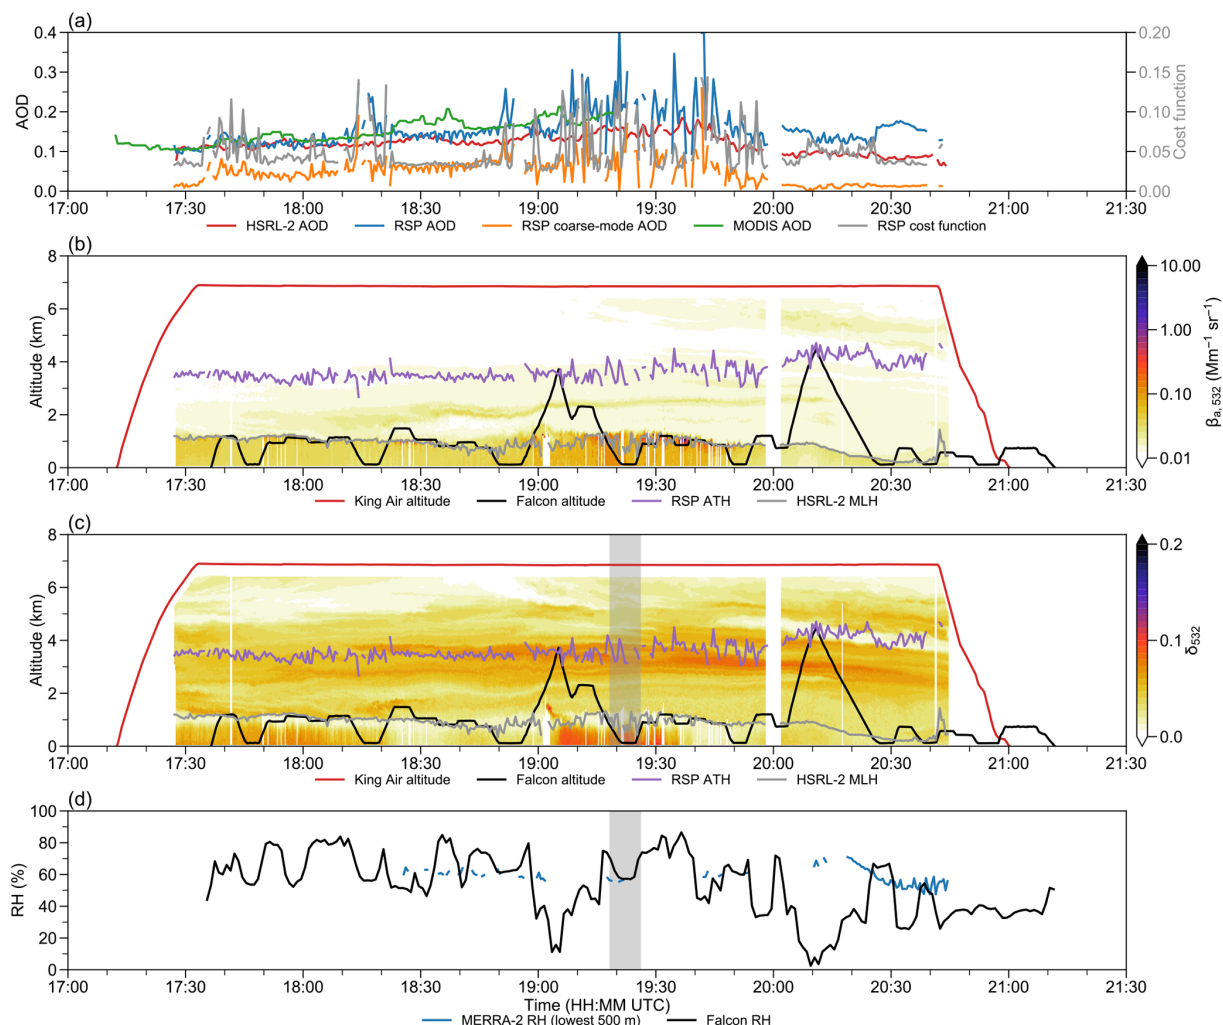 (a)
0.4
0.3
0.2
0.1
0.0
AOD
0.20
0.15
0.10
0.05
0.00
Cost function
17:00 17:30 18:00 18:30 19:00 19:30 20:00 20:30 21:00 21:30
HSRL-2 AOD RSP AOD RSP coarse-mode AOD MODIS AOD RSP cost function
(b)
8
6
4
2
0
Altitude (km)
10.00
1.00
0.10
0.01
βa, 532 (Mm−1 sr−1)
17:00 17:30 18:00 18:30 19:00 19:30 20:00 20:30 21:00 21:30
King Air altitude Falcon altitude RSP ATH HSRL-2 MLH
(c)
8
6
4
2
0
Altitude (km)
0.2
0.1
0.0
δ532
17:00 17:30 18:00 18:30 19:00 19:30 20:00 20:30 21:00 21:30
King Air altitude Falcon altitude RSP ATH HSRL-2 MLH
(d)
100
80
60
40
20
0
RH (%)
17:00 17:30 18:00 18:30 19:00 19:30 20:00 20:30 21:00 21:30
Time (HH:MM UTC)
MERRA-2 RH (lowest 500 m) Falcon RH